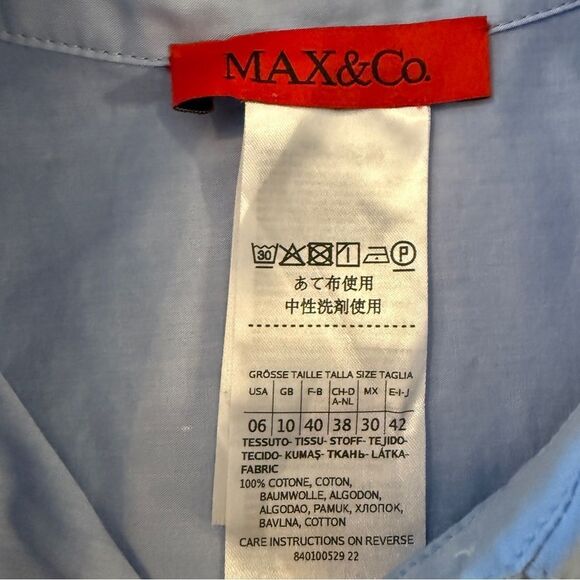 MAX&Co.
30 P
あて布使用
中性洗剤使用
GRÖSSE TAILLE TALLA SIZE TAGLIA
USA GB F-B CH-D A-NL MX E-I-J
06 10 40 38 30 42
TESSUTO- TISSU- STOFF- TEJIDO-
TECIDO- KUMAŞ- ТКАНЬ- LÁTKA-
FABRIC
100% COTONE, COTON,
BAUMWOLLE, ALGODON,
ALGODAO, PAMUK, ХЛОПОК,
BAVLNA, COTTON
CARE INSTRUCTIONS ON REVERSE
840100529 22